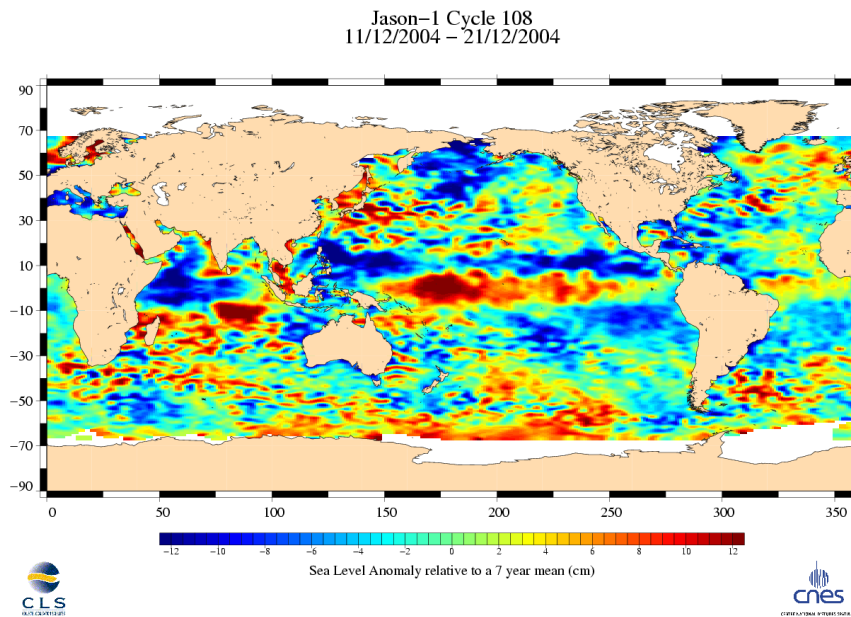 Jason-1 Cycle 108
11/12/2004 - 21/12/2004
90
70
50
30
10
-10
-30
-50
-70
-90
0 50 100 150 200 250 300 350
-12 -10 -8 -6 -4 -2 0 2 4 6 8 10 12
Sea Level Anomaly relative to a 7 year mean (cm)
CLS
cnes